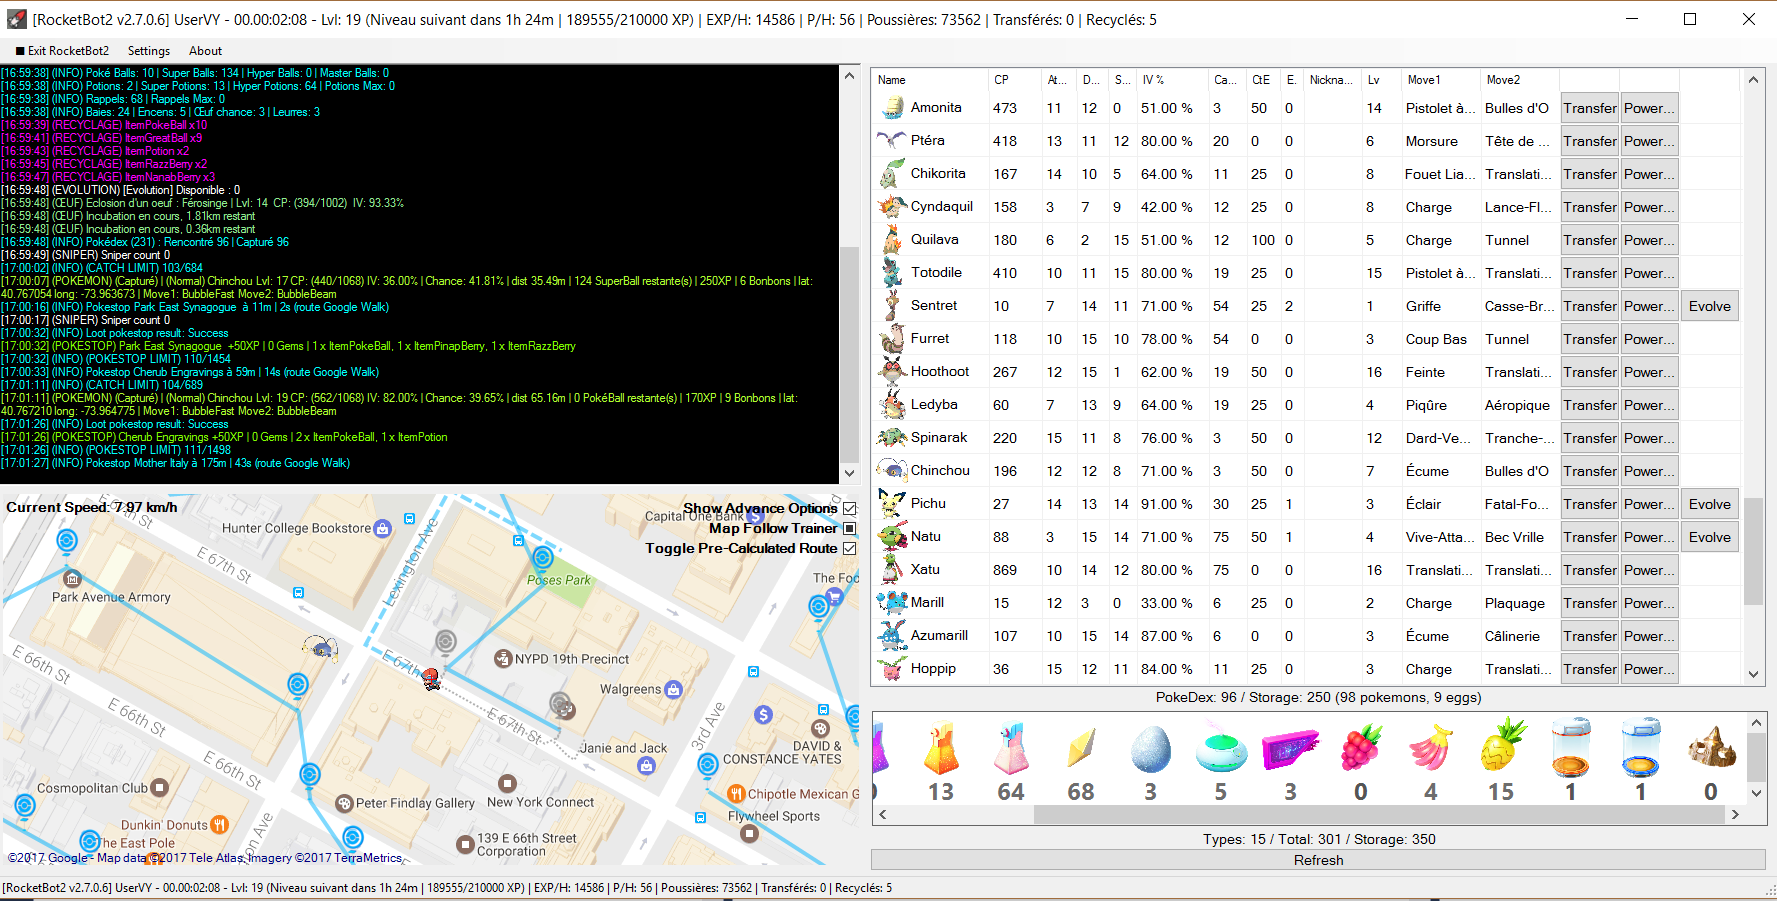 [RocketBot2 v2.7.0.6] UserVY - 00.00:02:08 - Lvl: 19 (Niveau suivant dans 1h 24m | 189555/210000 XP) | EXP/H: 14586 | P/H: 56 | Poussières: 73562 | Transférés: 0 | Recyclés: 5
Exit RocketBot2 Settings About
[16:59:38] (INFO) Poké Balls: 10 | Super Balls: 134 | Hyper Balls: 0 | Master Balls: 0
[16:59:38] (INFO) Potions: 2 | Super Potions: 13 | Hyper Potions: 64 | Potions Max: 0
[16:59:38] (INFO) Rappels: 68 | Rappels Max: 0
[16:59:38] (INFO) Baies: 24 | Encens: 5 | Œuf chance: 3 | Leurres: 3
[16:59:39] (RECYCLAGE) ItemPokeBall x10
[16:59:41] (RECYCLAGE) ItemGreatBall x9
[16:59:43] (RECYCLAGE) ItemPotion x2
[16:59:45] (RECYCLAGE) ItemRazzBerry x2
[16:59:47] (RECYCLAGE) ItemNanabBerry x3
[16:59:48] (EVOLUTION) [Evolution] Disponible : 0
[16:59:48] (ŒUF) Eclosion d'un oeuf : Férosinge | Lvl: 14 CP: (394/1002) IV: 93.33%
[16:59:48] (ŒUF) Incubation en cours, 1.81km restant
[16:59:48] (ŒUF) Incubation en cours, 0.36km restant
[16:59:48] (INFO) Pokédex (231) : Rencontré 96 | Capturé 96
[16:59:49] (SNIPER) Sniper count 0
[17:00:02] (INFO) (CATCH LIMIT) 103/684
[17:00:07] (POKEMON) (Capturé) | (Normal) Chinchou Lvl: 17 CP: (440/1068) IV: 36.00% | Chance: 41.81% | dist 35.49m | 124 SuperBall restante(s) | 250XP | 6 Bonbons | lat:
40.767054 long: -73.963673 | Move1: BubbleFast Move2: BubbleBeam
[17:00:16] (INFO) Pokestop Park East Synagogue à 11m | 2s (route Google Walk)
[17:00:17] (SNIPER) Sniper count 0
[17:00:32] (INFO) Loot pokestop result: Success
[17:00:32] (POKESTOP) Park East Synagogue +50XP | 0 Gems | 1 x ItemPokeBall, 1 x ItemPinapBerry, 1 x ItemRazzBerry
[17:00:32] (INFO) (POKESTOP LIMIT) 110/1454
[17:00:33] (INFO) Pokestop Cherub Engravings à 59m | 14s (route Google Walk)
[17:01:11] (INFO) (CATCH LIMIT) 104/689
[17:01:11] (POKEMON) (Capturé) | (Normal) Chinchou Lvl: 19 CP: (562/1068) IV: 82.00% | Chance: 39.65% | dist 65.16m | 0 PokéBall restante(s) | 170XP | 9 Bonbons | lat:
40.767210 long: -73.964775 | Move1: BubbleFast Move2: BubbleBeam
[17:01:26] (INFO) Loot pokestop result: Success
[17:01:26] (POKESTOP) Cherub Engravings +50XP | 0 Gems | 2 x ItemPokeBall, 1 x ItemPotion
[17:01:26] (INFO) (POKESTOP LIMIT) 111/1498
[17:01:27] (INFO) Pokestop Mother Italy à 175m | 43s (route Google Walk)
Current Speed: 7.97 km/h
Show Advance Options
Map Follow Trainer
Toggle Pre-Calculated Route
Hunter College Bookstore
Capital One Bank
Lexington Ave
E 67th St
Poses Park
The Foo
Park Avenue Armory
E 66th St
E 67th St
NYPD 19th Precinct
Walgreens
E 67th St
3rd Ave
E 66th St
Janie and Jack
DAVID &
CONSTANCE YATES
E 66th St
Cosmopolitan Club
Peter Findlay Gallery
New York Connect
Chipotle Mexican G
Flywheel Sports
Dunkin' Donuts
The East Pole
ton Ave
139 E 66th Street
Corporation
©2017 Google - Map data ©2017 Tele Atlas, Imagery ©2017 TerraMetrics
Name CP At... D... S... IV % Ca... CtE E. Nickna... Lv Move1 Move2
Amonita 473 11 12 0 51.00 % 3 50 0 14 Pistolet à... Bulles d'O Transfer Power...
Ptéra 418 13 11 12 80.00 % 20 0 0 6 Morsure Tête de ... Transfer Power...
Chikorita 167 14 10 5 64.00 % 11 25 0 8 Fouet Lia... Translati... Transfer Power...
Cyndaquil 158 3 7 9 42.00 % 12 25 0 8 Charge Lance-Fl... Transfer Power...
Quilava 180 6 2 15 51.00 % 12 100 0 5 Charge Tunnel Transfer Power...
Totodile 410 10 11 15 80.00 % 19 25 0 15 Pistolet à... Translati... Transfer Power...
Sentret 10 7 14 11 71.00 % 54 25 2 1 Griffe Casse-Br... Transfer Power... Evolve
Furret 118 10 15 10 78.00 % 54 0 0 3 Coup Bas Tunnel Transfer Power...
Hoothoot 267 12 15 1 62.00 % 19 50 0 16 Feinte Translati... Transfer Power...
Ledyba 60 7 13 9 64.00 % 19 25 0 4 Piqûre Aéropique Transfer Power...
Spinarak 220 15 11 8 76.00 % 3 50 0 12 Dard-Ve... Tranche-... Transfer Power...
Chinchou 196 12 12 8 71.00 % 3 50 0 7 Écume Bulles d'O Transfer Power...
Pichu 27 14 13 14 91.00 % 30 25 1 3 Éclair Fatal-Fo... Transfer Power... Evolve
Natu 88 3 15 14 71.00 % 75 50 1 4 Vive-Atta... Bec Vrille Transfer Power... Evolve
Xatu 869 10 14 12 80.00 % 75 0 0 16 Translati... Translati... Transfer Power...
Marill 15 12 3 0 33.00 % 6 25 0 2 Charge Plaquage Transfer Power...
Azumarill 107 10 15 14 87.00 % 6 0 0 3 Écume Câlinerie Transfer Power...
Hoppip 36 15 12 11 84.00 % 11 25 0 3 Charge Translati... Transfer Power...
PokeDex: 96 / Storage: 250 (98 pokemons, 9 eggs)
13 64 68 3 5 3 0 4 15 1 1 0
Types: 15 / Total: 301 / Storage: 350
Refresh
[RocketBot2 v2.7.0.6] UserVY - 00.00:02:08 - Lvl: 19 (Niveau suivant dans 1h 24m | 189555/210000 XP) | EXP/H: 14586 | P/H: 56 | Poussières: 73562 | Transférés: 0 | Recyclés: 5